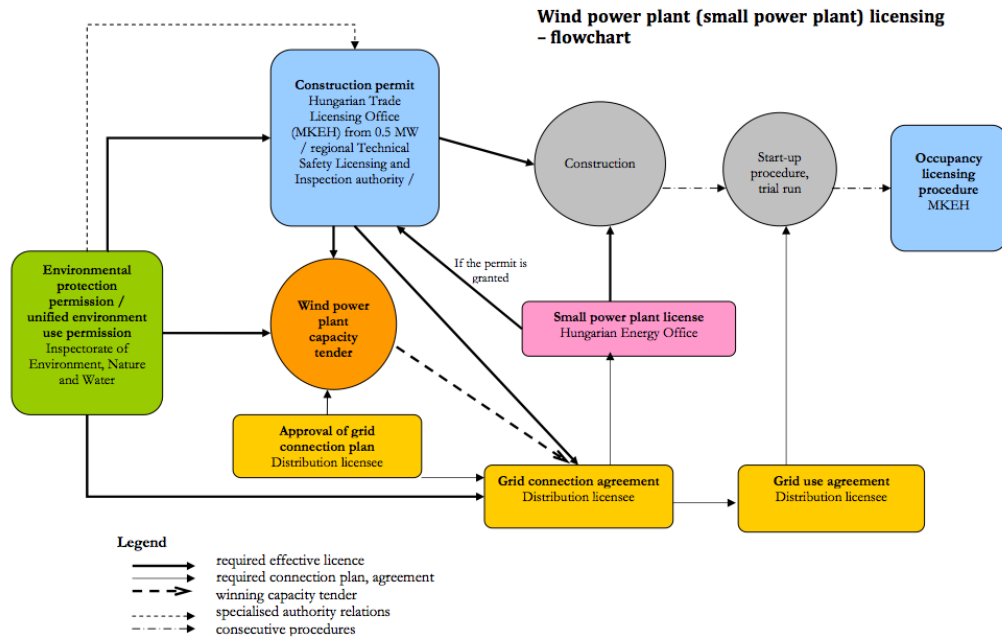 Wind power plant (small power plant) licensing
– flowchart
Construction permit
Hungarian Trade
Licensing Office
(MKEH) from 0.5 MW
/ regional Technical
Safety Licensing and
Inspection authority /
Construction
Start-up
procedure,
trial run
Occupancy
licensing
procedure
MKEH
Environmental
protection
permission /
unified environment
use permission
Inspectorate of
Environment, Nature
and Water
If the permit is
granted
Wind power
plant
capacity
tender
Small power plant license
Hungarian Energy Office
Approval of grid
connection plan
Distribution licensee
Grid connection agreement
Distribution licensee
Grid use agreement
Distribution licensee
Legend
required effective licence
required connection plan, agreement
winning capacity tender
specialised authority relations
consecutive procedures